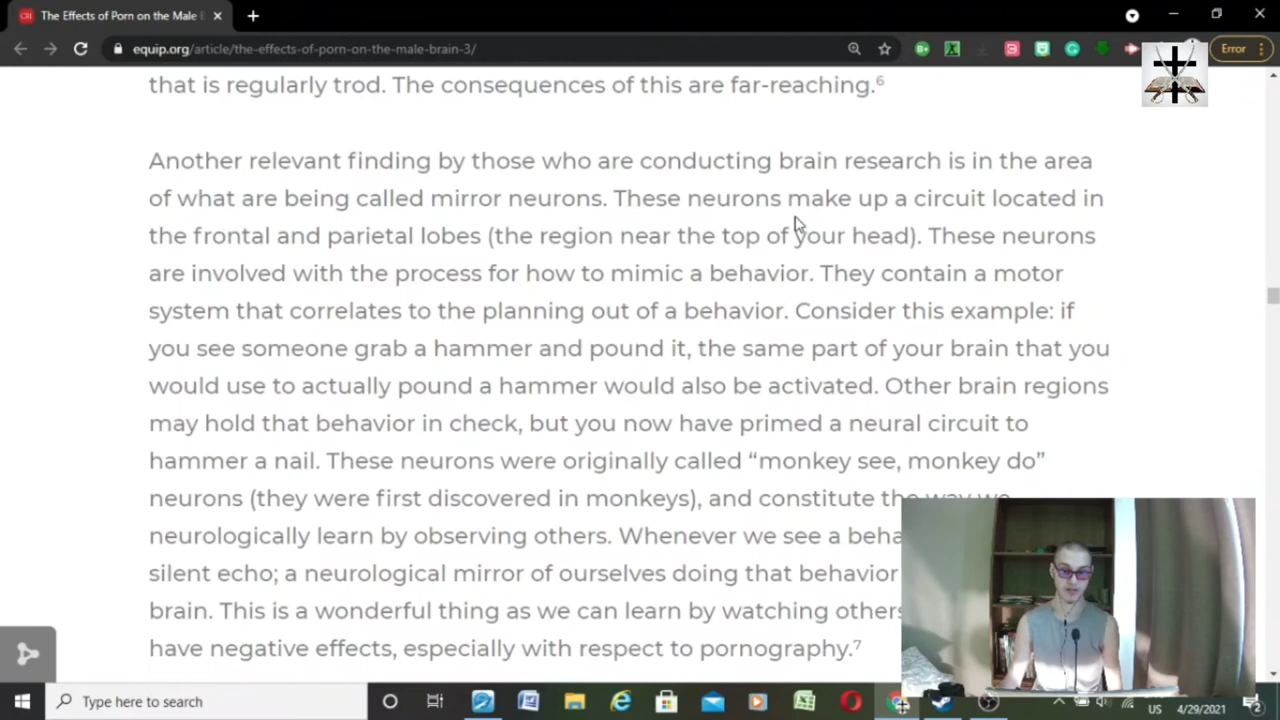 The Effects of Porn on the Male
equip.org/article/the-effects-of-porn-on-the-male-brain-3/
Error
that is regularly trod. The consequences of this are far-reaching.⁶
Another relevant finding by those who are conducting brain research is in the area
of what are being called mirror neurons. These neurons make up a circuit located in
the frontal and parietal lobes (the region near the top of your head). These neurons
are involved with the process for how to mimic a behavior. They contain a motor
system that correlates to the planning out of a behavior. Consider this example: if
you see someone grab a hammer and pound it, the same part of your brain that you
would use to actually pound a hammer would also be activated. Other brain regions
may hold that behavior in check, but you now have primed a neural circuit to
hammer a nail. These neurons were originally called “monkey see, monkey do”
neurons (they were first discovered in monkeys), and constitute the way we
neurologically learn by observing others. Whenever we see a beha
silent echo; a neurological mirror of ourselves doing that behavior
brain. This is a wonderful thing as we can learn by watching others
have negative effects, especially with respect to pornography.⁷
Type here to search
US
4/29/2021
2